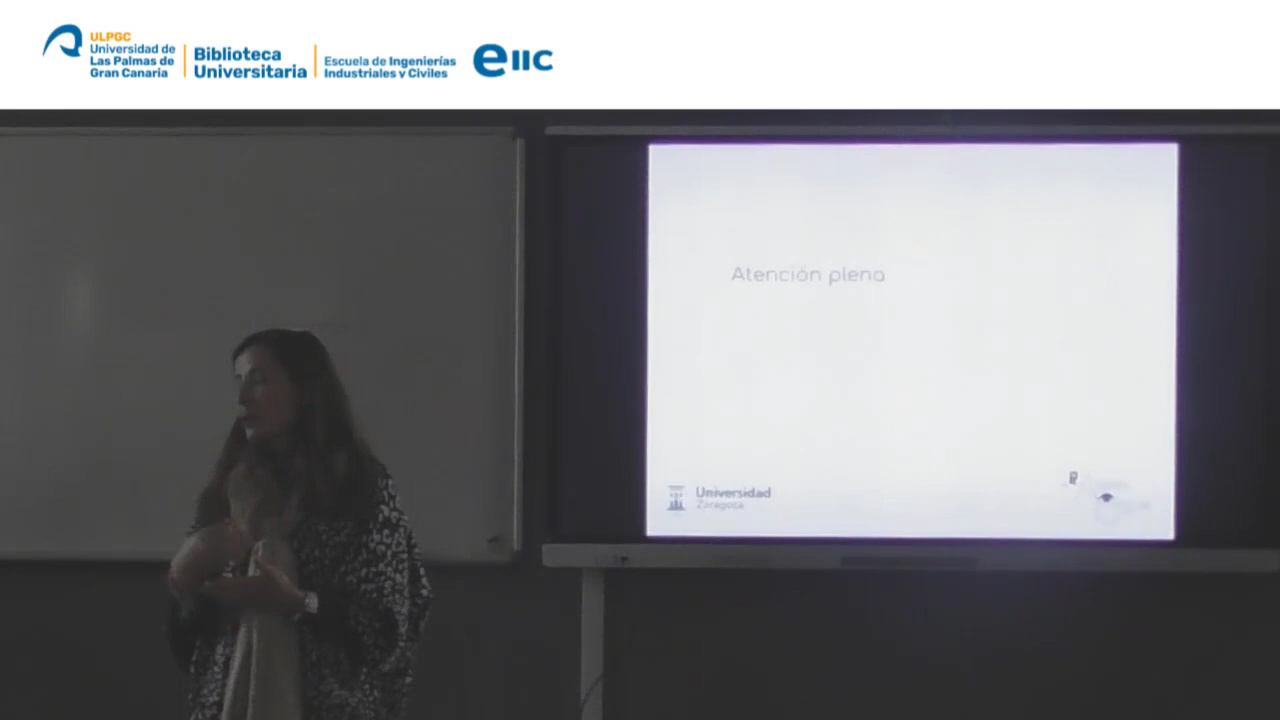 ULPGC
Universidad de
Las Palmas de
Gran Canaria
Biblioteca
Universitaria
Escuela de Ingenierías
Industriales y Civiles
eiic
Atención plena
Universidad
Zaragoza